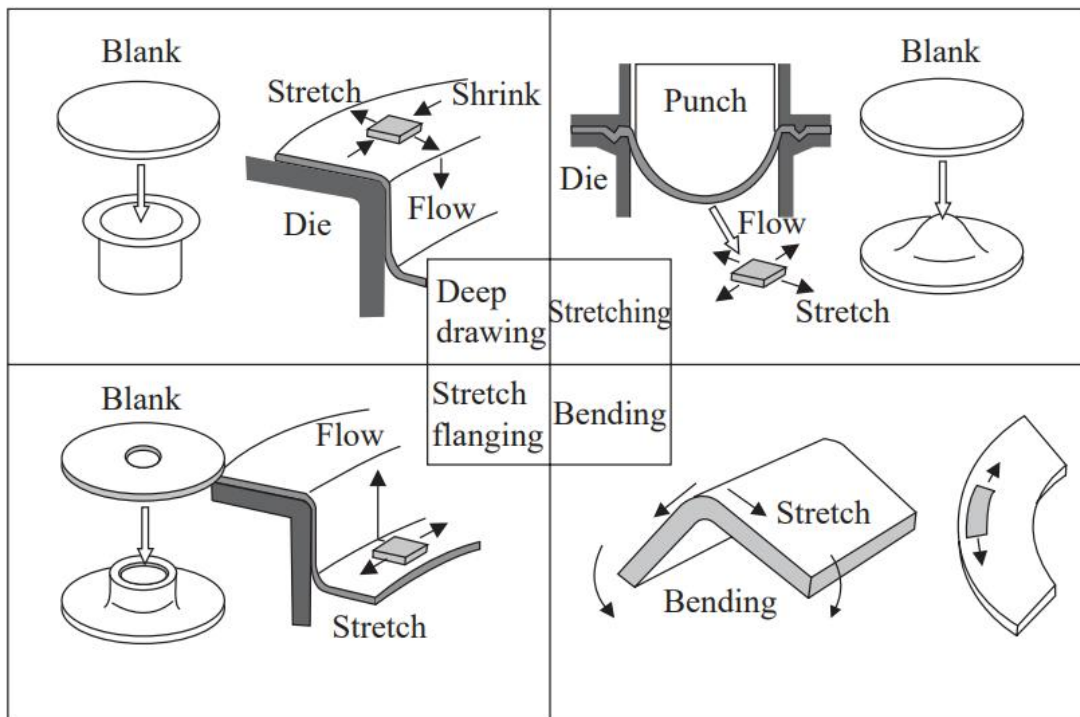 Blank
Stretch
Shrink
Die
Flow
Deep
drawing
Punch
Blank
Die
Flow
Stretch
Stretching
Blank
Flow
Stretch
Stretch
flanging
Bending
Stretch
Bending